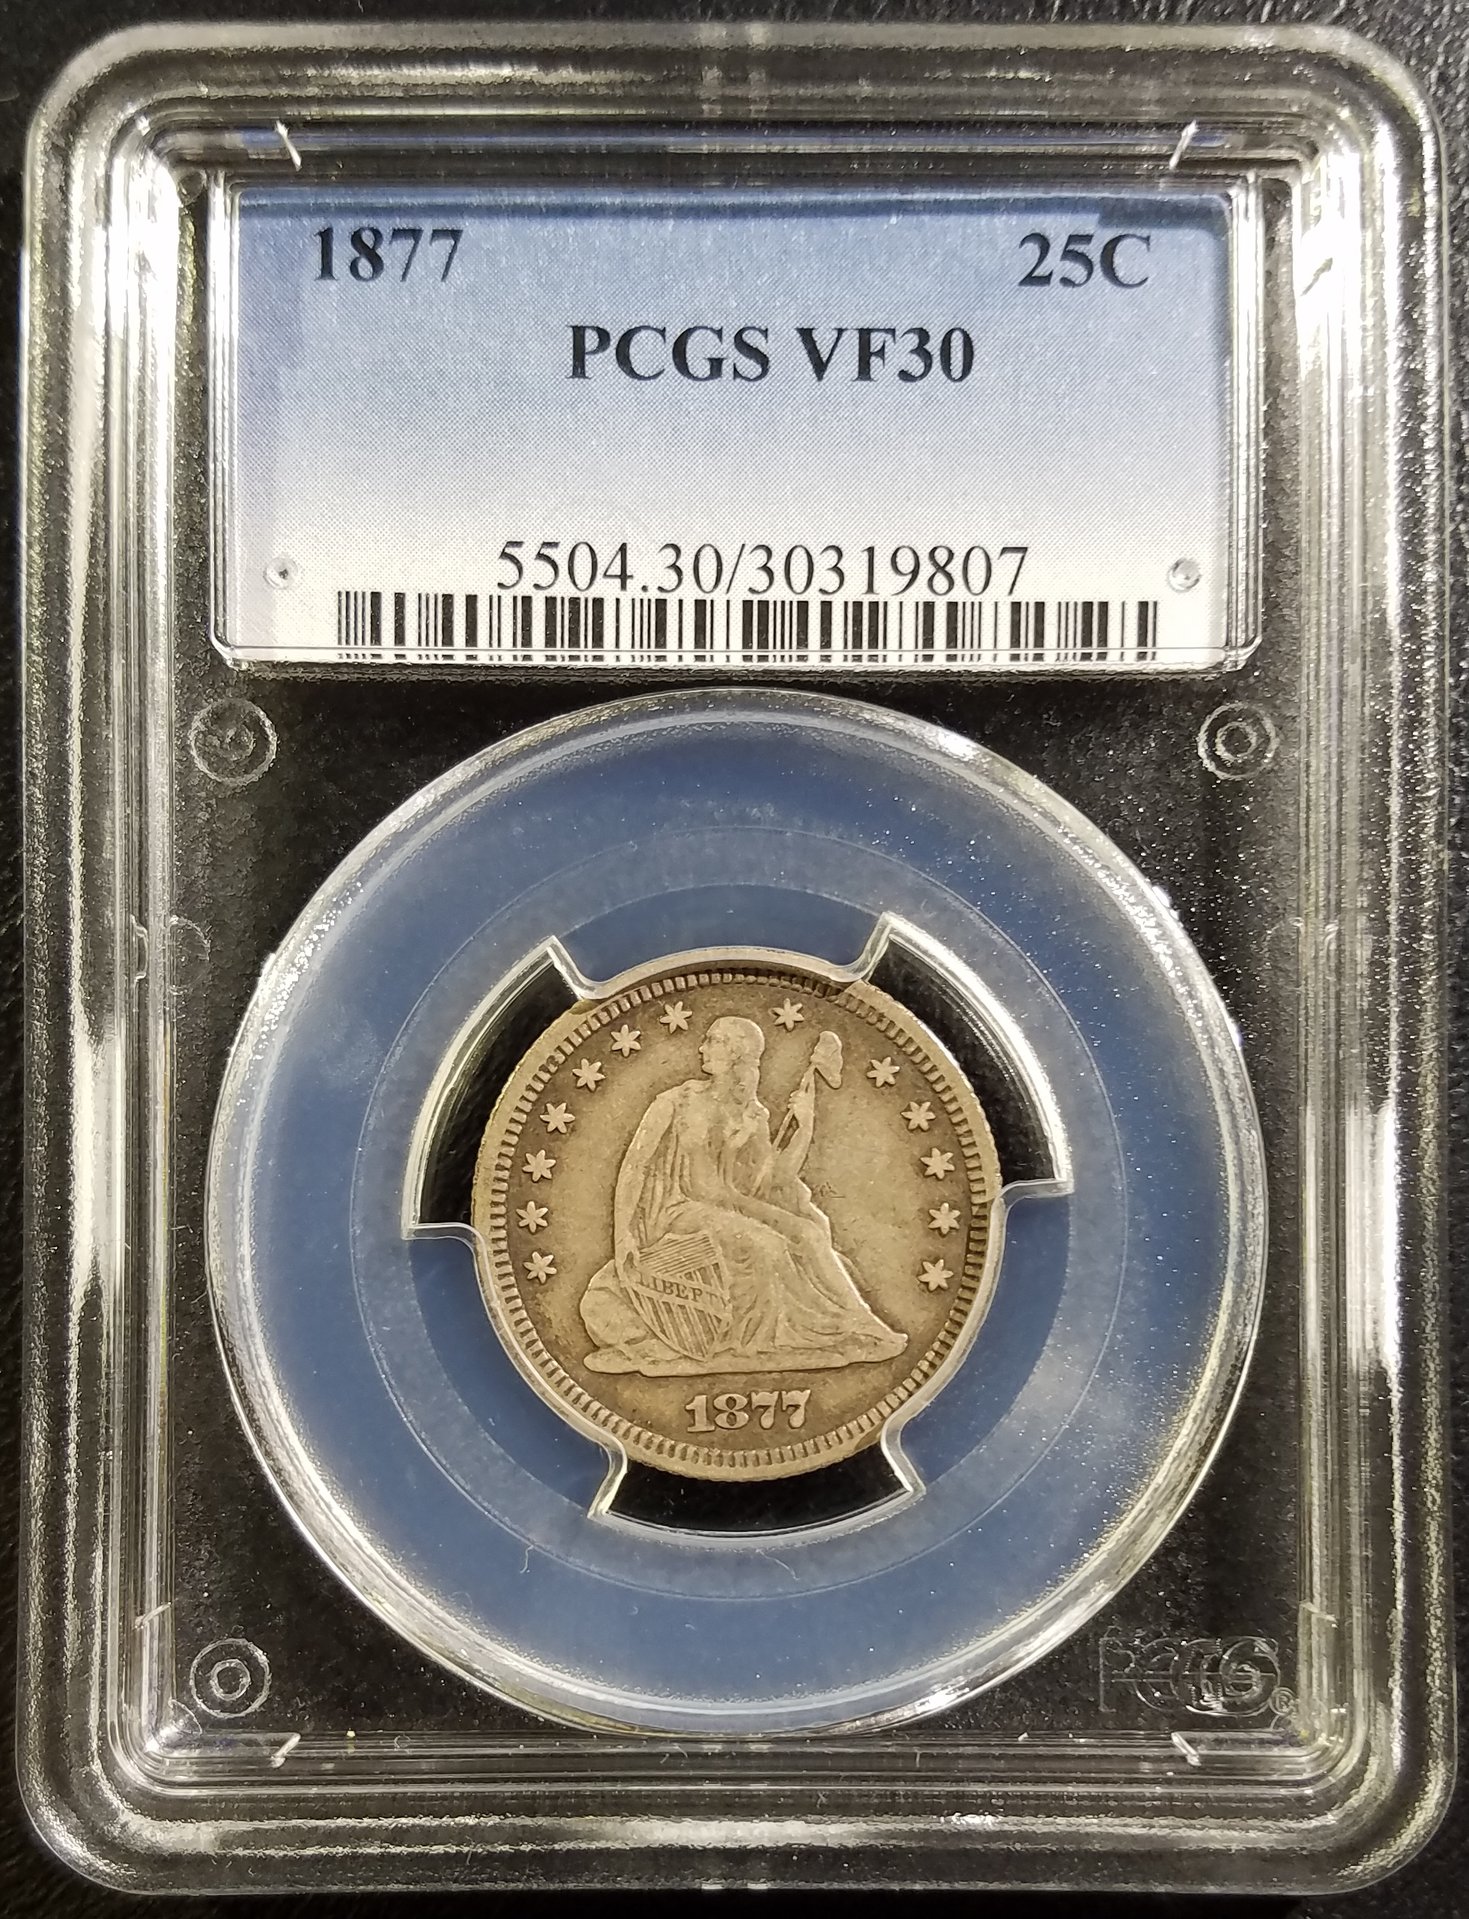 1877 25C
PCGS VF30
5504.30/30319807
LIBERTY
1877
PCGS®